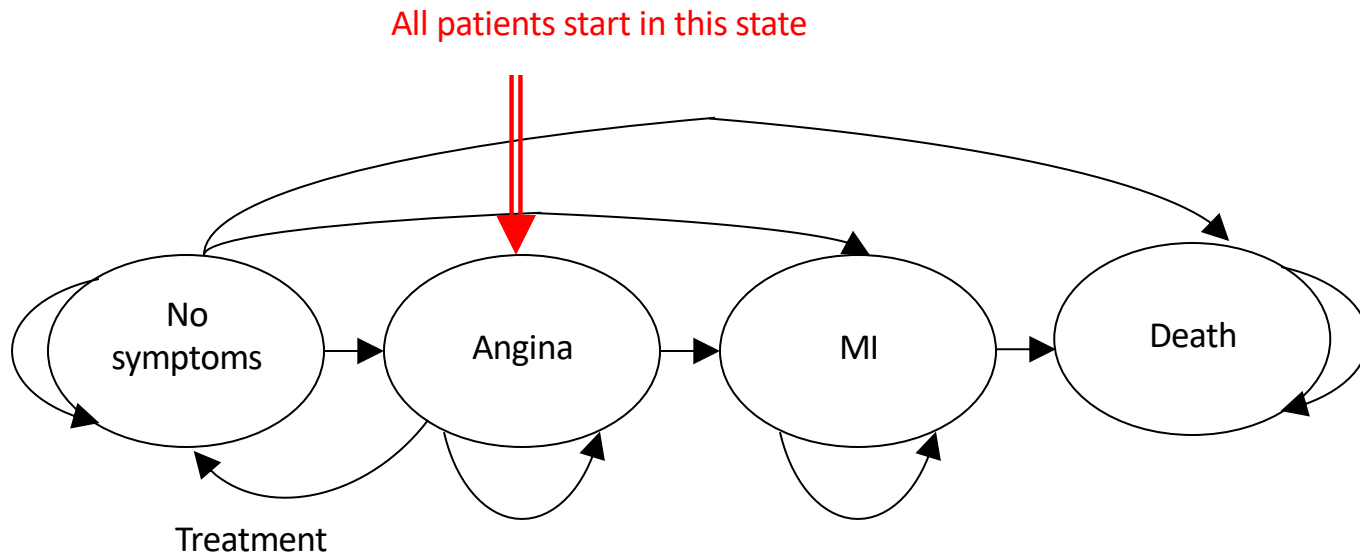 All patients start in this state
No
symptoms
Angina
MI
Death
Treatment